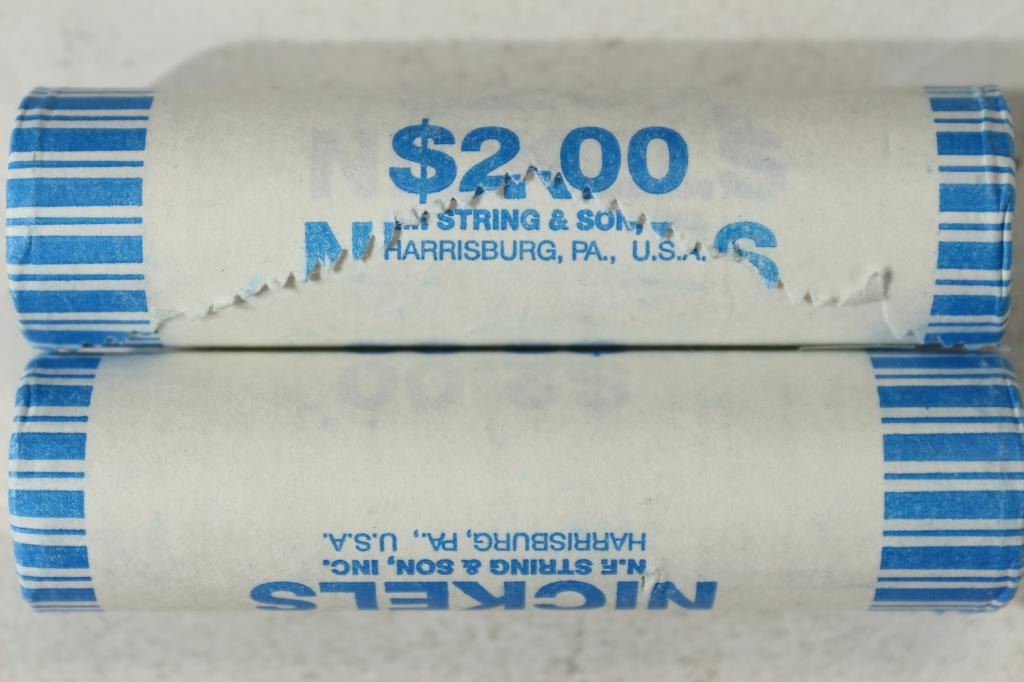 $2.00
STRING & SON,
HARRISBURG, PA., U.S.A.
NICKELS
N.F. STRING & SON, INC.
HARRISBURG, PA., U.S.A.